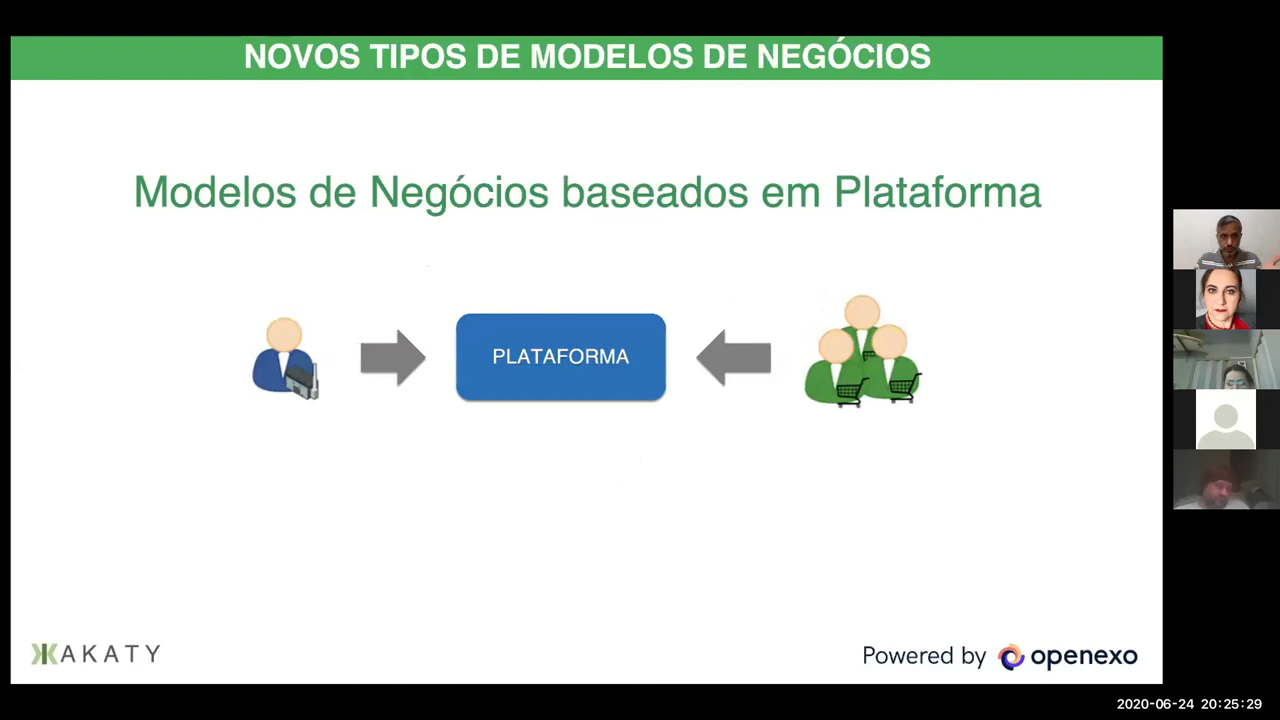 NOVOS TIPOS DE MODELOS DE NEGÓCIOS
Modelos de Negócios baseados em Plataforma
PLATAFORMA
AKATY
Powered by openexo
2020-06-24 20:25:29